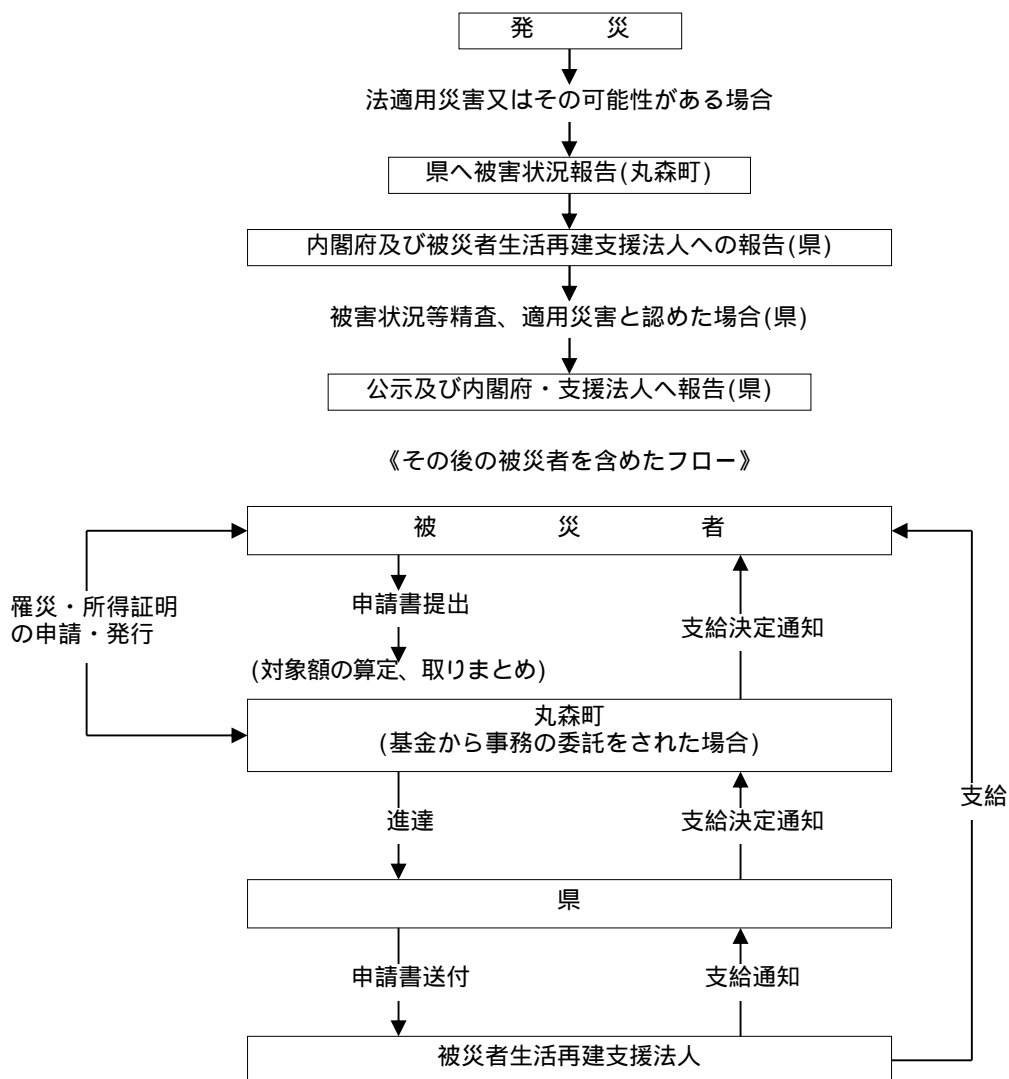 発　　　災
法適用災害又はその可能性がある場合
県へ被害状況報告(丸森町)
内閣府及び被災者生活再建支援法人への報告(県)
被害状況等精査、適用災害と認めた場合(県)
公示及び内閣府・支援法人へ報告(県)
《その後の被災者を含めたフロー》
被　　　　　災　　　　　者
罹災・所得証明
の申請・発行
申請書提出
支給決定通知
(対象額の算定、取りまとめ)
丸森町
(基金から事務の委託をされた場合)
支給
進達
支給決定通知
県
申請書送付
支給通知
被災者生活再建支援法人